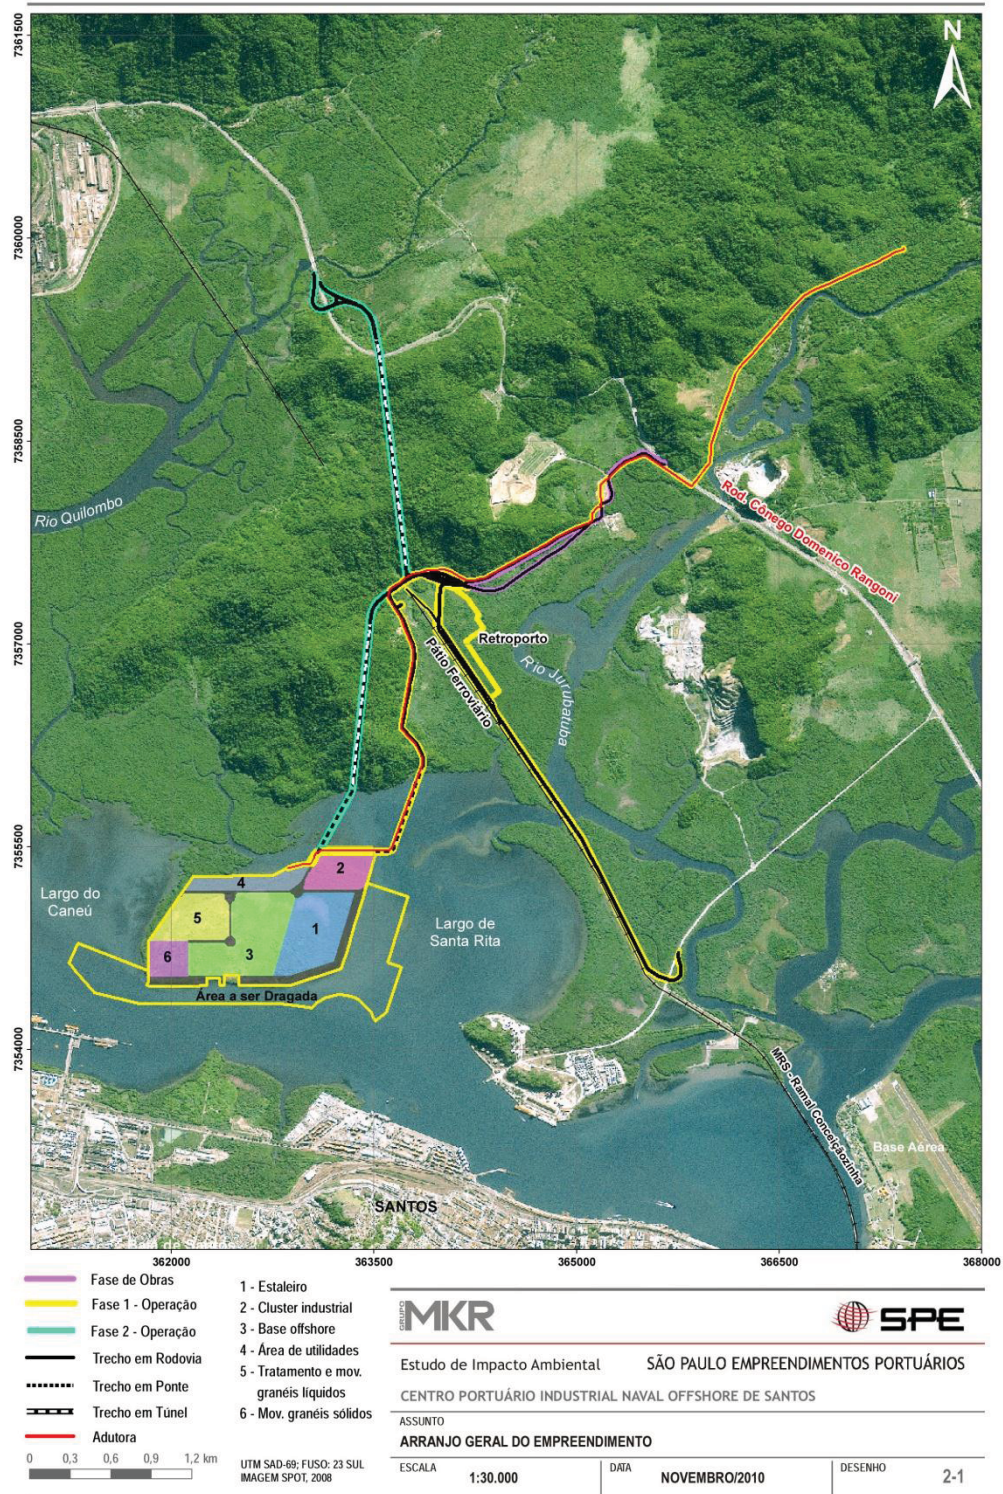 7361500
N
7360000
7358500
Rio Quilombo
Rod. Cônego Domenico Rangoni
7357000
Retroporto
Pátio Ferroviário
Rio Jurubatuba
7355500
2
4
Largo do
Caneú
5
1
Largo de
Santa Rita
6
3
Área a ser Dragada
7354000
MRS - Ramal Conceiçãozinha
Base Aérea
SANTOS
362000
363500
365000
366500
368000
Fase de Obras
Fase 1 - Operação
Fase 2 - Operação
Trecho em Rodovia
Trecho em Ponte
Trecho em Túnel
Adutora
0 0,3 0,6 0,9 1,2 km
1 - Estaleiro
2 - Cluster industrial
3 - Base offshore
4 - Área de utilidades
5 - Tratamento e mov.
granéis líquidos
6 - Mov. granéis sólidos
UTM SAD-69; FUSO: 23 SUL
IMAGEM SPOT, 2008
GRUPO
MKR
SPE
Estudo de Impacto Ambiental
SÃO PAULO EMPREENDIMENTOS PORTUÁRIOS
CENTRO PORTUÁRIO INDUSTRIAL NAVAL OFFSHORE DE SANTOS
ASSUNTO
ARRANJO GERAL DO EMPREENDIMENTO
ESCALA
1:30.000
DATA
NOVEMBRO/2010
DESENHO
2-1